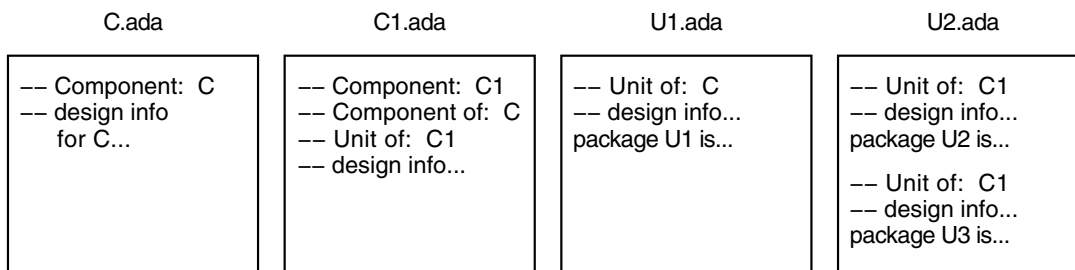 C.ada
-- Component: C
-- design info
for C...
C1.ada
-- Component: C1
-- Component of: C
-- Unit of: C1
-- design info...
U1.ada
-- Unit of: C
-- design info...
package U1 is...
U2.ada
-- Unit of: C1
-- design info...
package U2 is...
-- Unit of: C1
-- design info...
package U3 is...